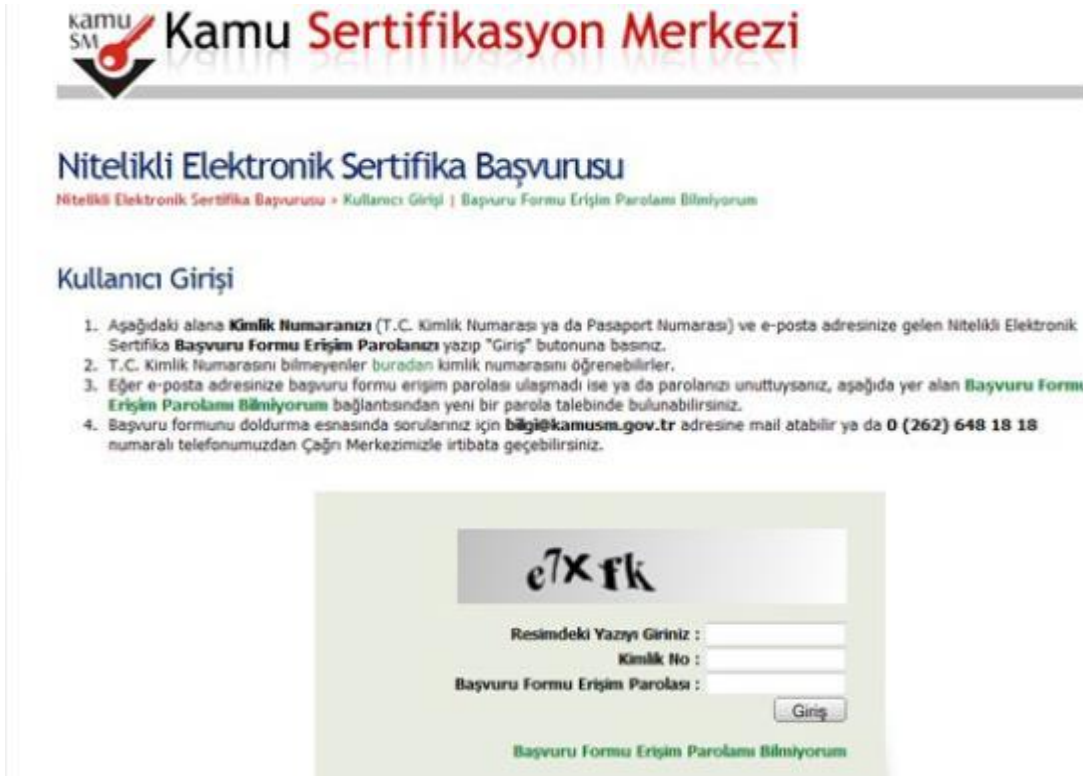 kamu
SM
Kamu Sertifikasyon Merkezi
Nitelikli Elektronik Sertifika Başvurusu
Nitelikli Elektronik Sertifika Başvurusu » Kullanıcı Girişi | Başvuru Formu Erişim Parolamı Bilmiyorum
Kullanıcı Girişi
1. Aşağıdaki alana Kimlik Numaranızı (T.C. Kimlik Numarası ya da Pasaport Numarası) ve e-posta adresinize gelen Nitelikli Elektronik
Sertifika Başvuru Formu Erişim Parolanızı yazıp "Giriş" butonuna basınız.
2. T.C. Kimlik Numarasını bilmeyenler buradan kimlik numarasını öğrenebilirler.
3. Eğer e-posta adresinize başvuru formu erişim parolası ulaşmadı ise ya da parolanızı unuttuysanız, aşağıda yer alan Başvuru Formu
Erişim Parolamı Bilmiyorum bağlantısından yeni bir parola talebinde bulunabilirsiniz.
4. Başvuru formunu doldurma esnasında sorularınız için bilgi@kamusm.gov.tr adresine mail atabilir ya da 0 (262) 648 18 18
numaralı telefonumuzdan Çağrı Merkezimizle irtibata geçebilirsiniz.
e7xfk
Resimdeki Yazıyı Giriniz :
Kimlik No :
Başvuru Formu Erişim Parolası :
Giriş
Başvuru Formu Erişim Parolamı Bilmiyorum